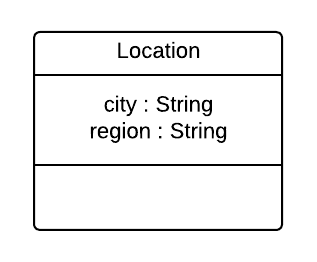 Location
city : String
region : String